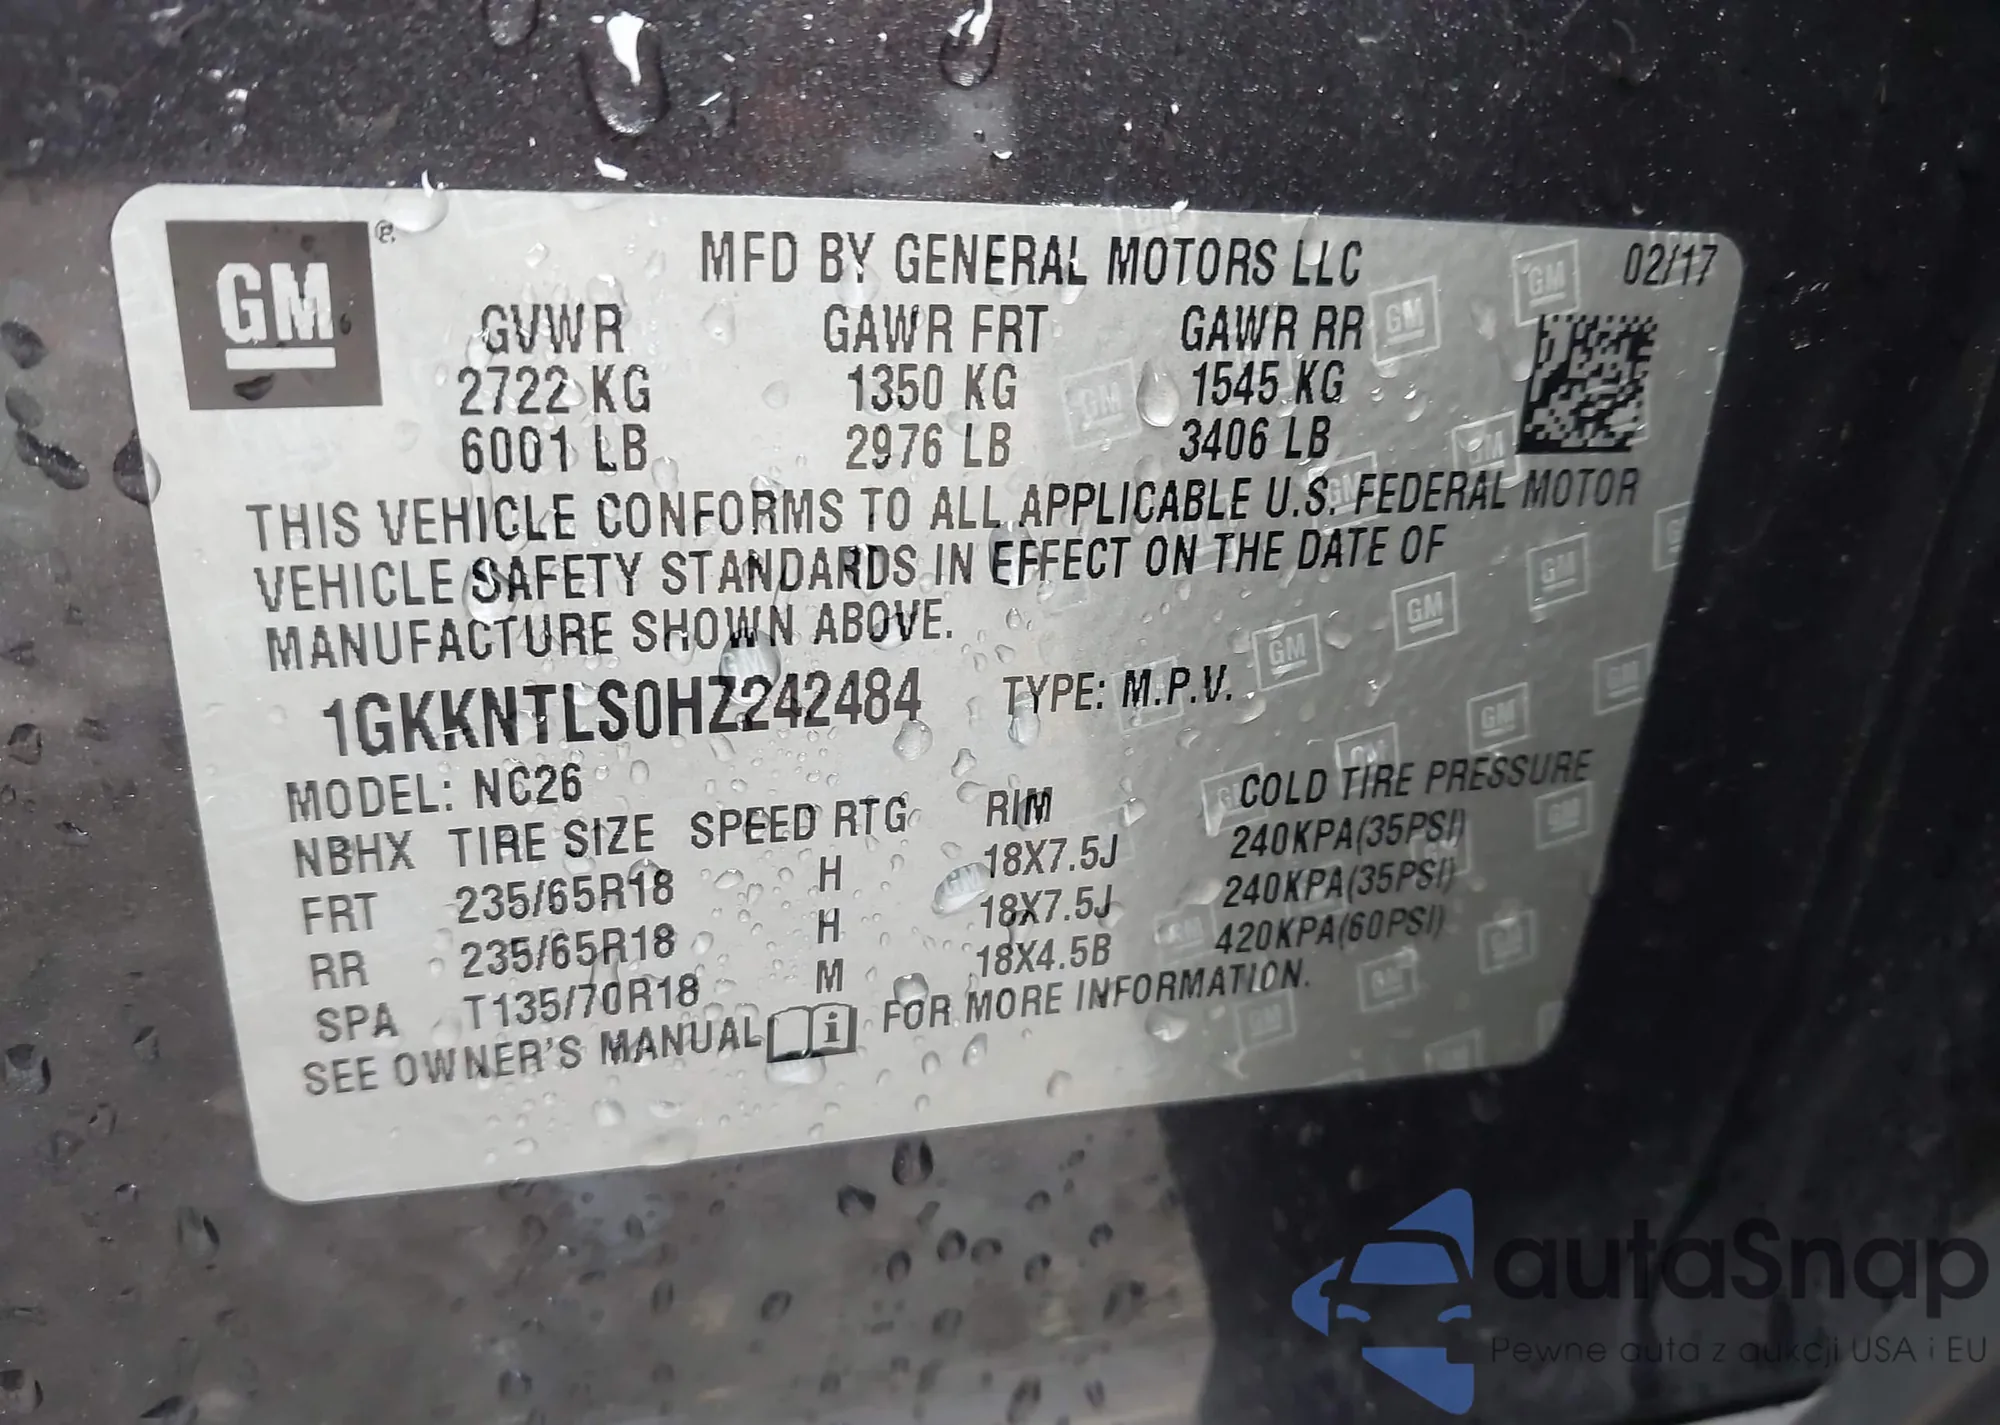 GM ®
MFD BY GENERAL MOTORS LLC 02/17
GVWR GAWR FRT GAWR RR
2722 KG 1350 KG 1545 KG
6001 LB 2976 LB 3406 LB
THIS VEHICLE CONFORMS TO ALL APPLICABLE U.S. FEDERAL MOTOR
VEHICLE SAFETY STANDARDS IN EFFECT ON THE DATE OF
MANUFACTURE SHOWN ABOVE.
1GKKNTLS0HZ242484 TYPE: M.P.V.
MODEL: NC26
NBHX TIRE SIZE SPEED RTG RIM COLD TIRE PRESSURE
FRT 235/65R18 H 18X7.5J 240KPA(35PSI)
RR 235/65R18 H 18X7.5J 240KPA(35PSI)
SPA T135/70R18 M 18X4.5B 420KPA(60PSI)
SEE OWNER'S MANUAL i FOR MORE INFORMATION.
autaSnap
Pewne auta z aukcji USA i EU